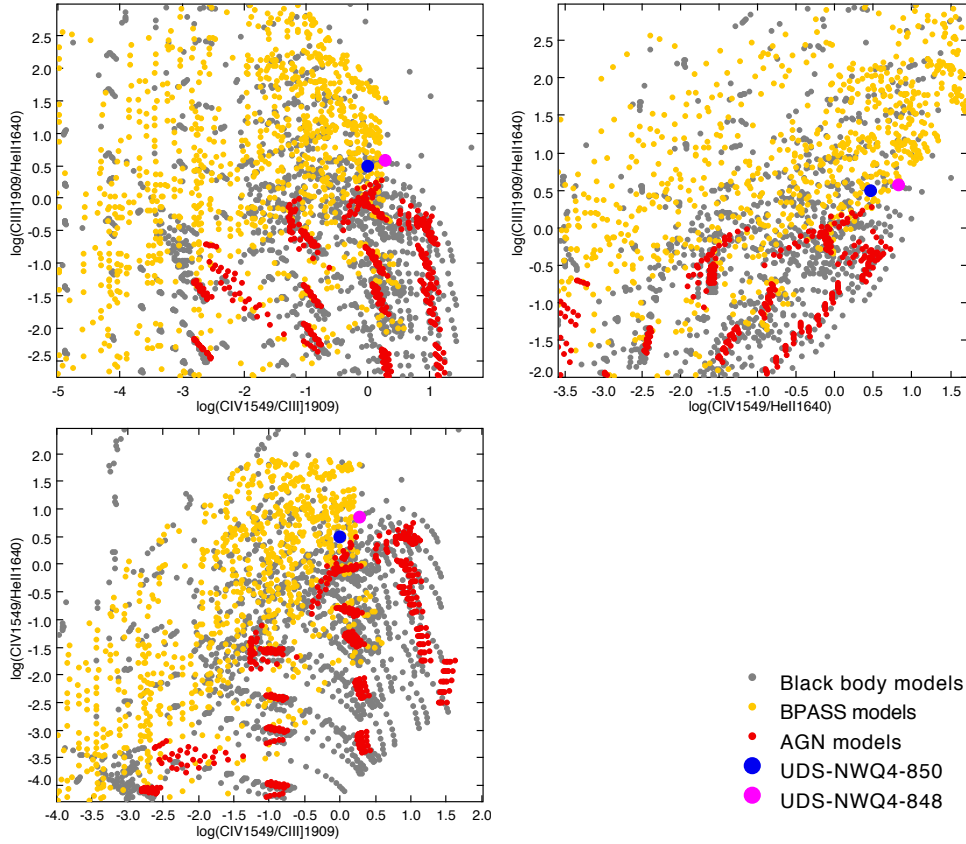 2.5
2.0
1.5
1.0
0.5
0.0
-0.5
-1.0
-1.5
-2.0
-2.5
log(CIII]1909/HeII1640)
-5 -4 -3 -2 -1 0 1
log(CIV1549/CIII]1909)
2.5
2.0
1.5
1.0
0.5
0.0
-0.5
-1.0
-1.5
-2.0
log(CIII]1909/HeII1640)
-3.5 -3.0 -2.5 -2.0 -1.5 -1.0 -0.5 0.0 0.5 1.0 1.5
log(CIV1549/HeII1640)
2.0
1.5
1.0
0.5
0.0
-0.5
-1.0
-1.5
-2.0
-2.5
-3.0
-3.5
-4.0
log(CIV1549/HeII1640)
-4.0 -3.5 -3.0 -2.5 -2.0 -1.5 -1.0 -0.5 0.0 0.5 1.0 1.5 2.0
log(CIV1549/CIII]1909)
Black body models
BPASS models
AGN models
UDS-NWQ4-850
UDS-NWQ4-848